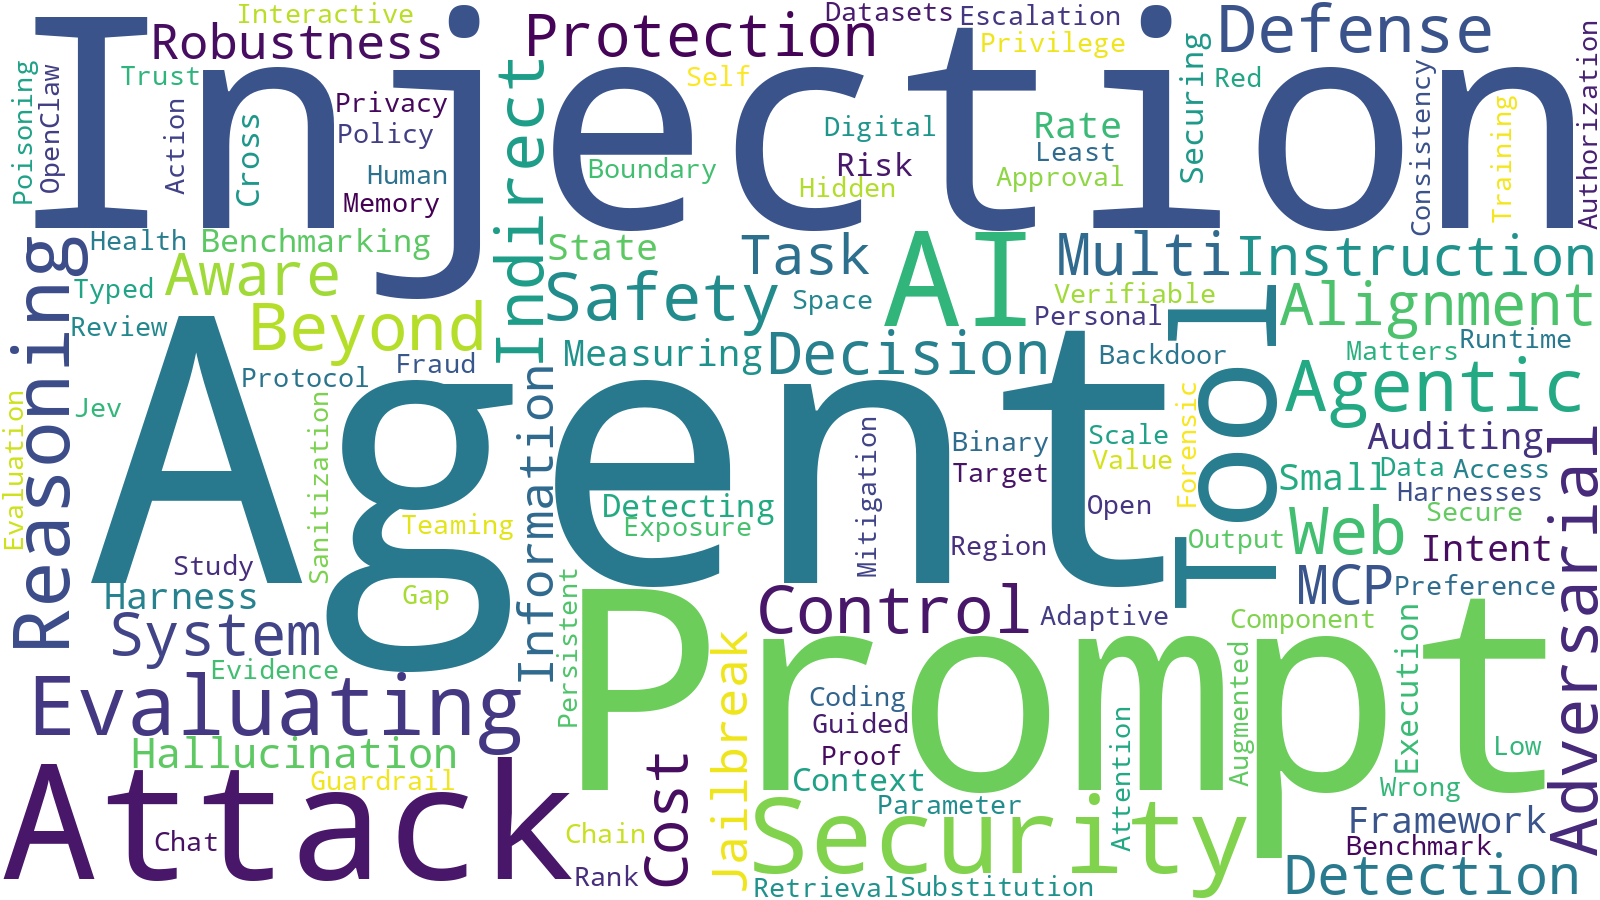 Interactive
Datasets
Escalation
Robustness
Protection
Privilege
Defense
Injection
Poisoning
OpenClaw
Trust
Action
Cross
Privacy
Policy
Human
Memory
Indirect
Self
Boundary
Digital
Risk
Hidden
Rate
Least
Approval
Securing
Red
Consistency
Training
Authorization
Reasoning
Health
Benchmarking
Typed
Aware
Review
Beyond
State
Safety
Task
Space
AI
Multi
Instruction
Verifiable
Personal
Alignment
Tool
Measuring
Decision
Backdoor
Matters
Runtime
Protocol
Fraud
Jev
Agent
Agentic
Evaluation
Sanitization
Information
Detecting
Exposure
Teaming
Mitigation
Binary
Target
Scale
Value
Forensic
Open
Region
Auditing
Small
Data
Access
Harnesses
Secure
Output
Web
Intent
Adversarial
Study
Harness
Gap
System
Evidence
Persistent
Control
Adaptive
MCP
Preference
Component
Prompt
Evaluating
Hallucination
Guardrail
Attack
Chat
Chain
Rank
Cost
Jailbreak
Coding
Guided
Proof
Context
Parameter
Attention
Augmented
Execution
Low
Wrong
Security
Framework
Benchmark
Detection
Retrieval
Substitution